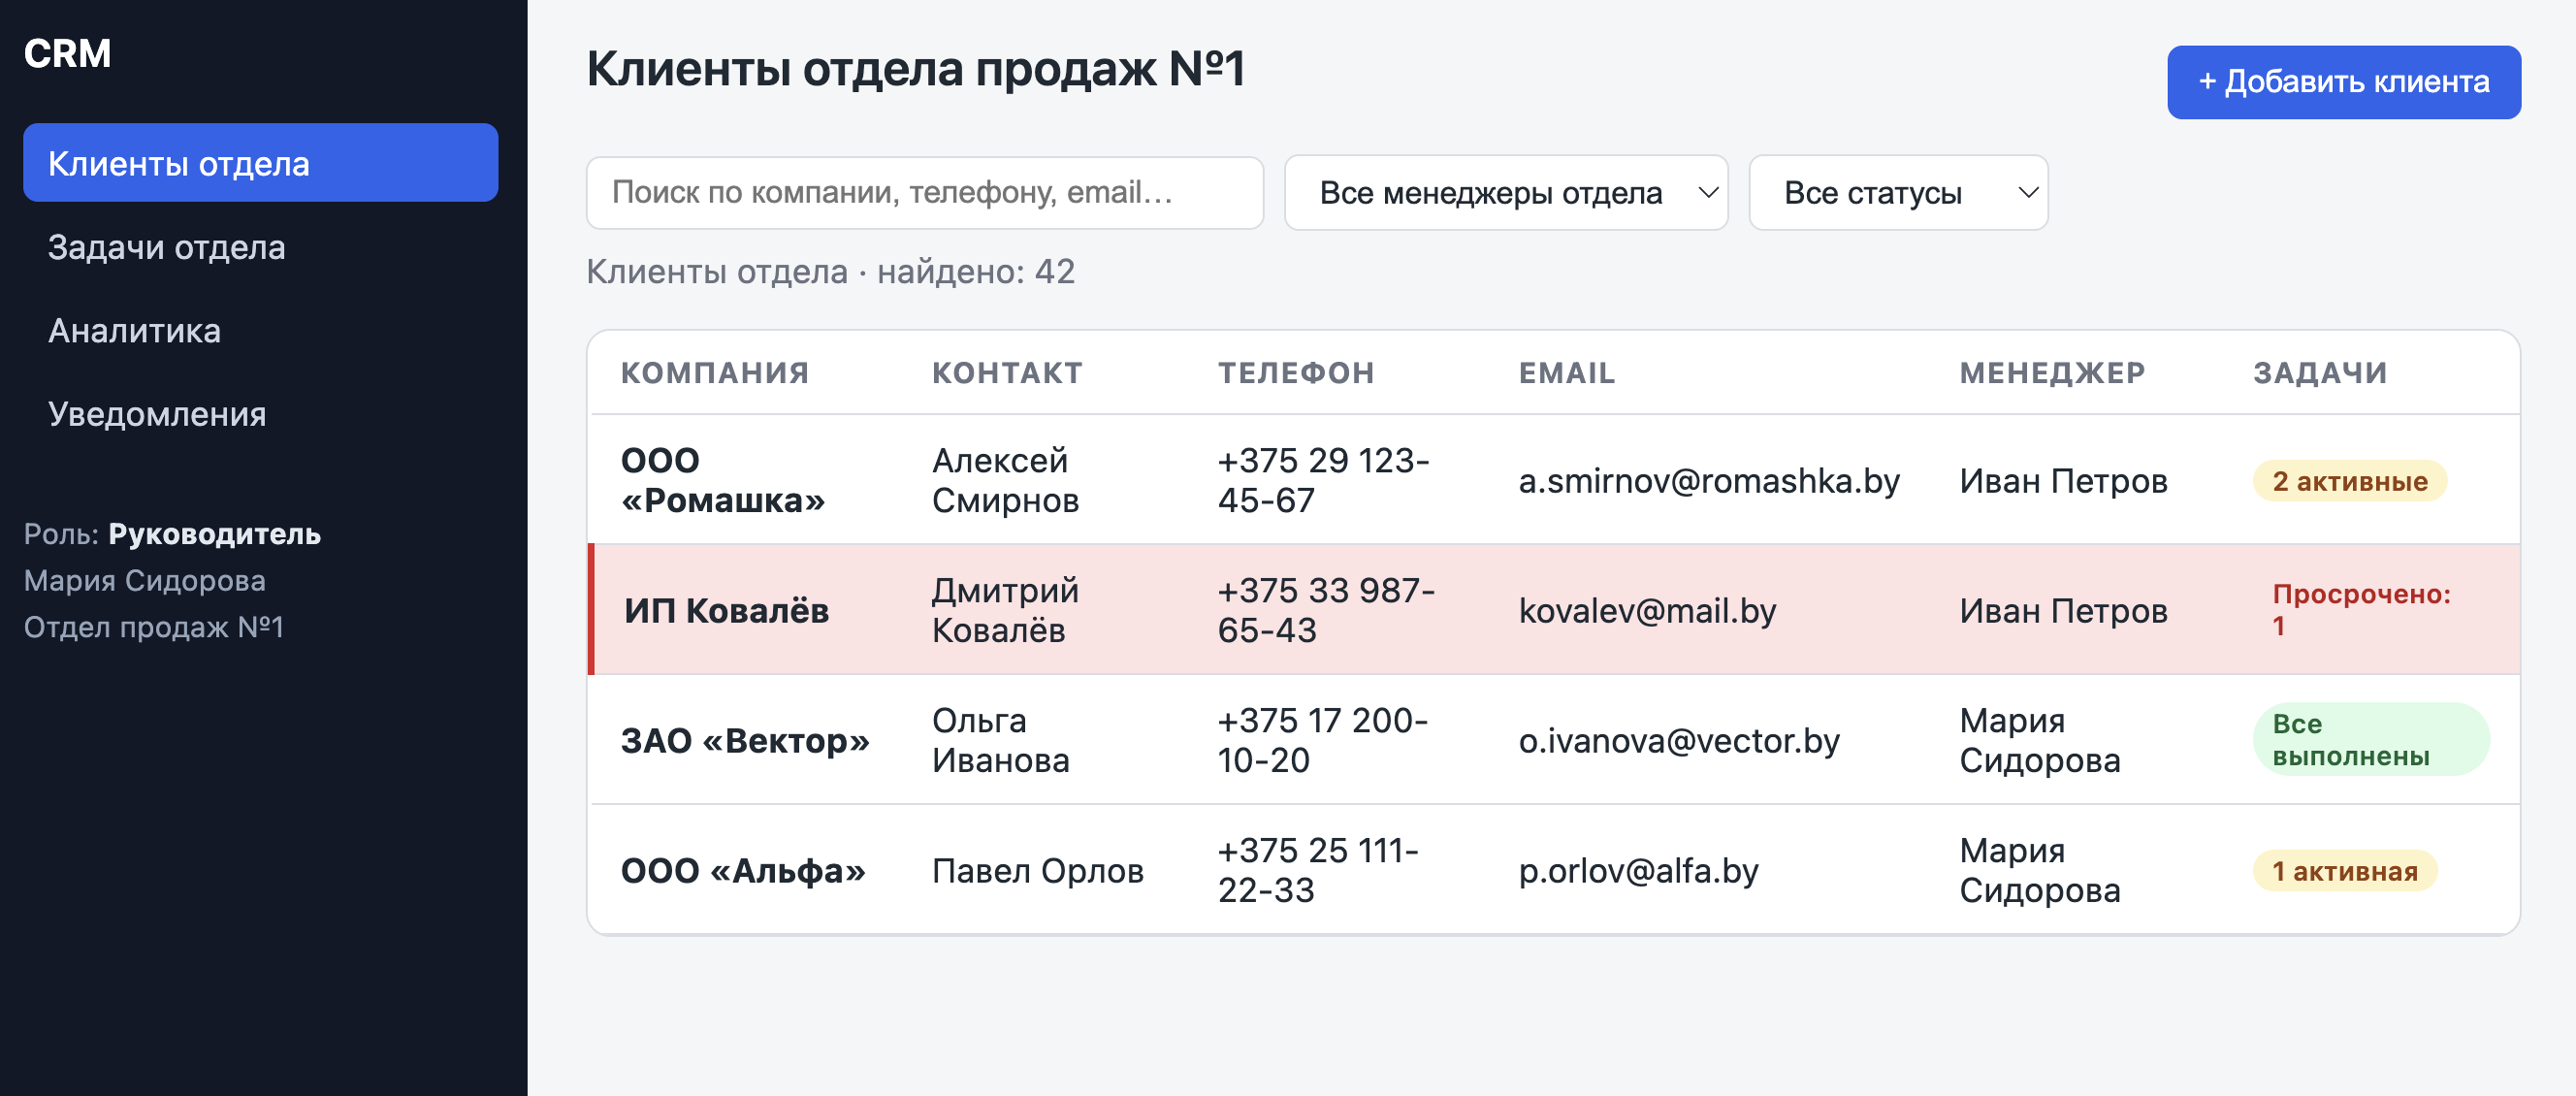 CRM
Клиенты отдела
Задачи отдела
Аналитика
Уведомления
Роль: Руководитель
Мария Сидорова
Отдел продаж №1
Клиенты отдела продаж №1
+ Добавить клиента
Поиск по компании, телефону, email…
Все менеджеры отдела
Все статусы
Клиенты отдела · найдено: 42
КОМПАНИЯ КОНТАКТ ТЕЛЕФОН EMAIL МЕНЕДЖЕР ЗАДАЧИ
ООО
«Ромашка»
Алексей
Смирнов
+375 29 123-
45-67
a.smirnov@romashka.by
Иван Петров
2 активные
ИП Ковалёв
Дмитрий
Ковалёв
+375 33 987-
65-43
kovalev@mail.by
Иван Петров
Просрочено:
1
ЗАО «Вектор»
Ольга
Иванова
+375 17 200-
10-20
o.ivanova@vector.by
Мария
Сидорова
Все
выполнены
ООО «Альфа»
Павел Орлов
+375 25 111-
22-33
p.orlov@alfa.by
Мария
Сидорова
1 активная